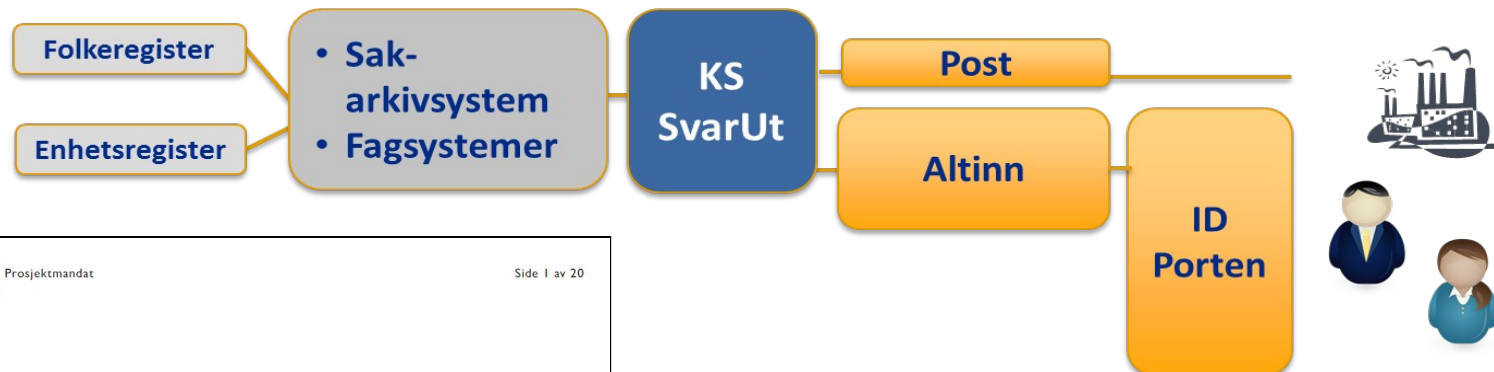 Folkeregister
Enhetsregister
• Sak-
arkivsystem
• Fagsystemer
KS
SvarUt
Post
Altinn
ID
Porten
Prosjektmandat Side 1 av 20